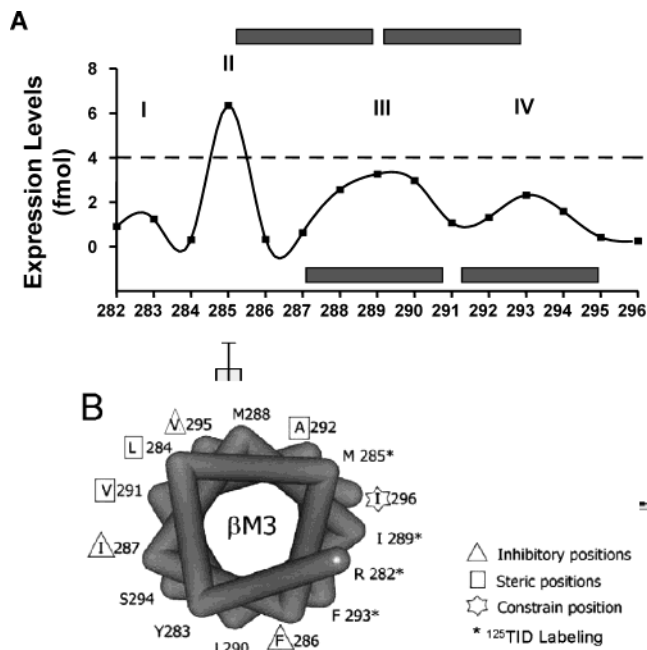 A
II
I
III
IV
Expression Levels
(fmol)
8
6
4
2
0
282 283 284 285 286 287 288 289 290 291 292 293 294 295 296
B
V 295
M288
A 292
L 284
M 285*
V 291
I 296
βM3
I 287
I 289*
R 282*
S294
F 293*
Y283
L290
F 286
Inhibitory positions
Steric positions
Constrain position
* ¹²⁵TID Labeling